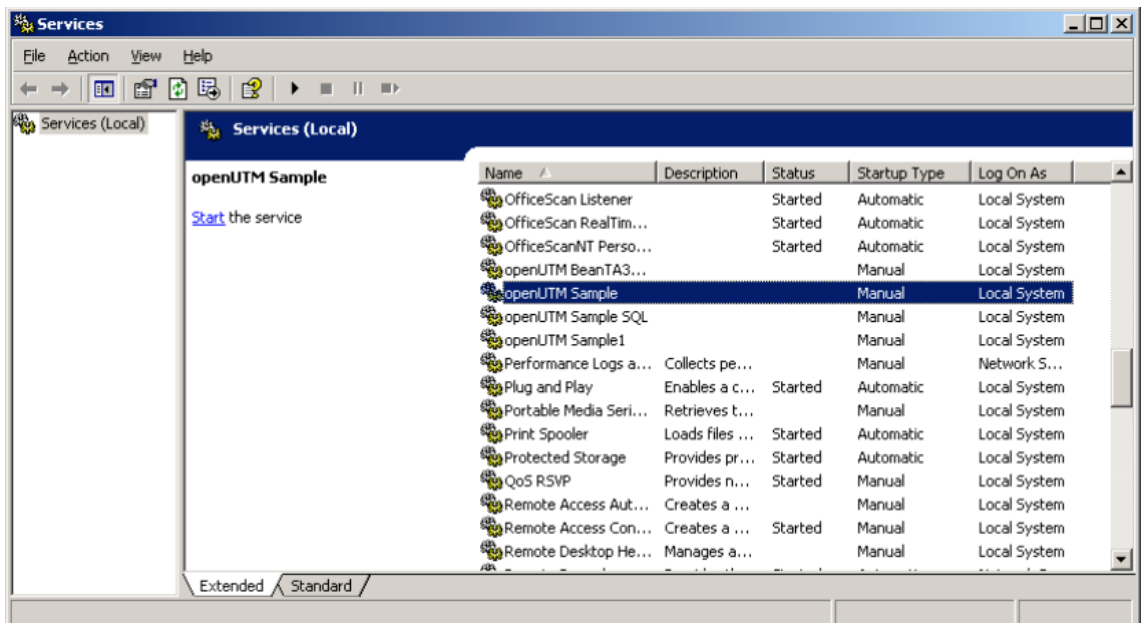 Services
File Action View Help
Services (Local)
Services (Local)
openUTM Sample
Start the service
Name Description Status Startup Type Log On As
OfficeScan Listener Started Automatic Local System
OfficeScan RealTim... Started Automatic Local System
OfficeScanNT Perso... Started Automatic Local System
openUTM BeanTA3... Manual Local System
openUTM Sample Manual Local System
openUTM Sample SQL Manual Local System
openUTM Sample1 Manual Local System
Performance Logs a... Collects pe... Manual Network S...
Plug and Play Enables a c... Started Automatic Local System
Portable Media Seri... Retrieves t... Manual Local System
Print Spooler Loads files ... Started Automatic Local System
Protected Storage Provides pr... Started Automatic Local System
QoS RSVP Provides n... Started Manual Local System
Remote Access Aut... Creates a ... Manual Local System
Remote Access Con... Creates a ... Started Manual Local System
Remote Desktop He... Manages a... Manual Local System
Extended Standard